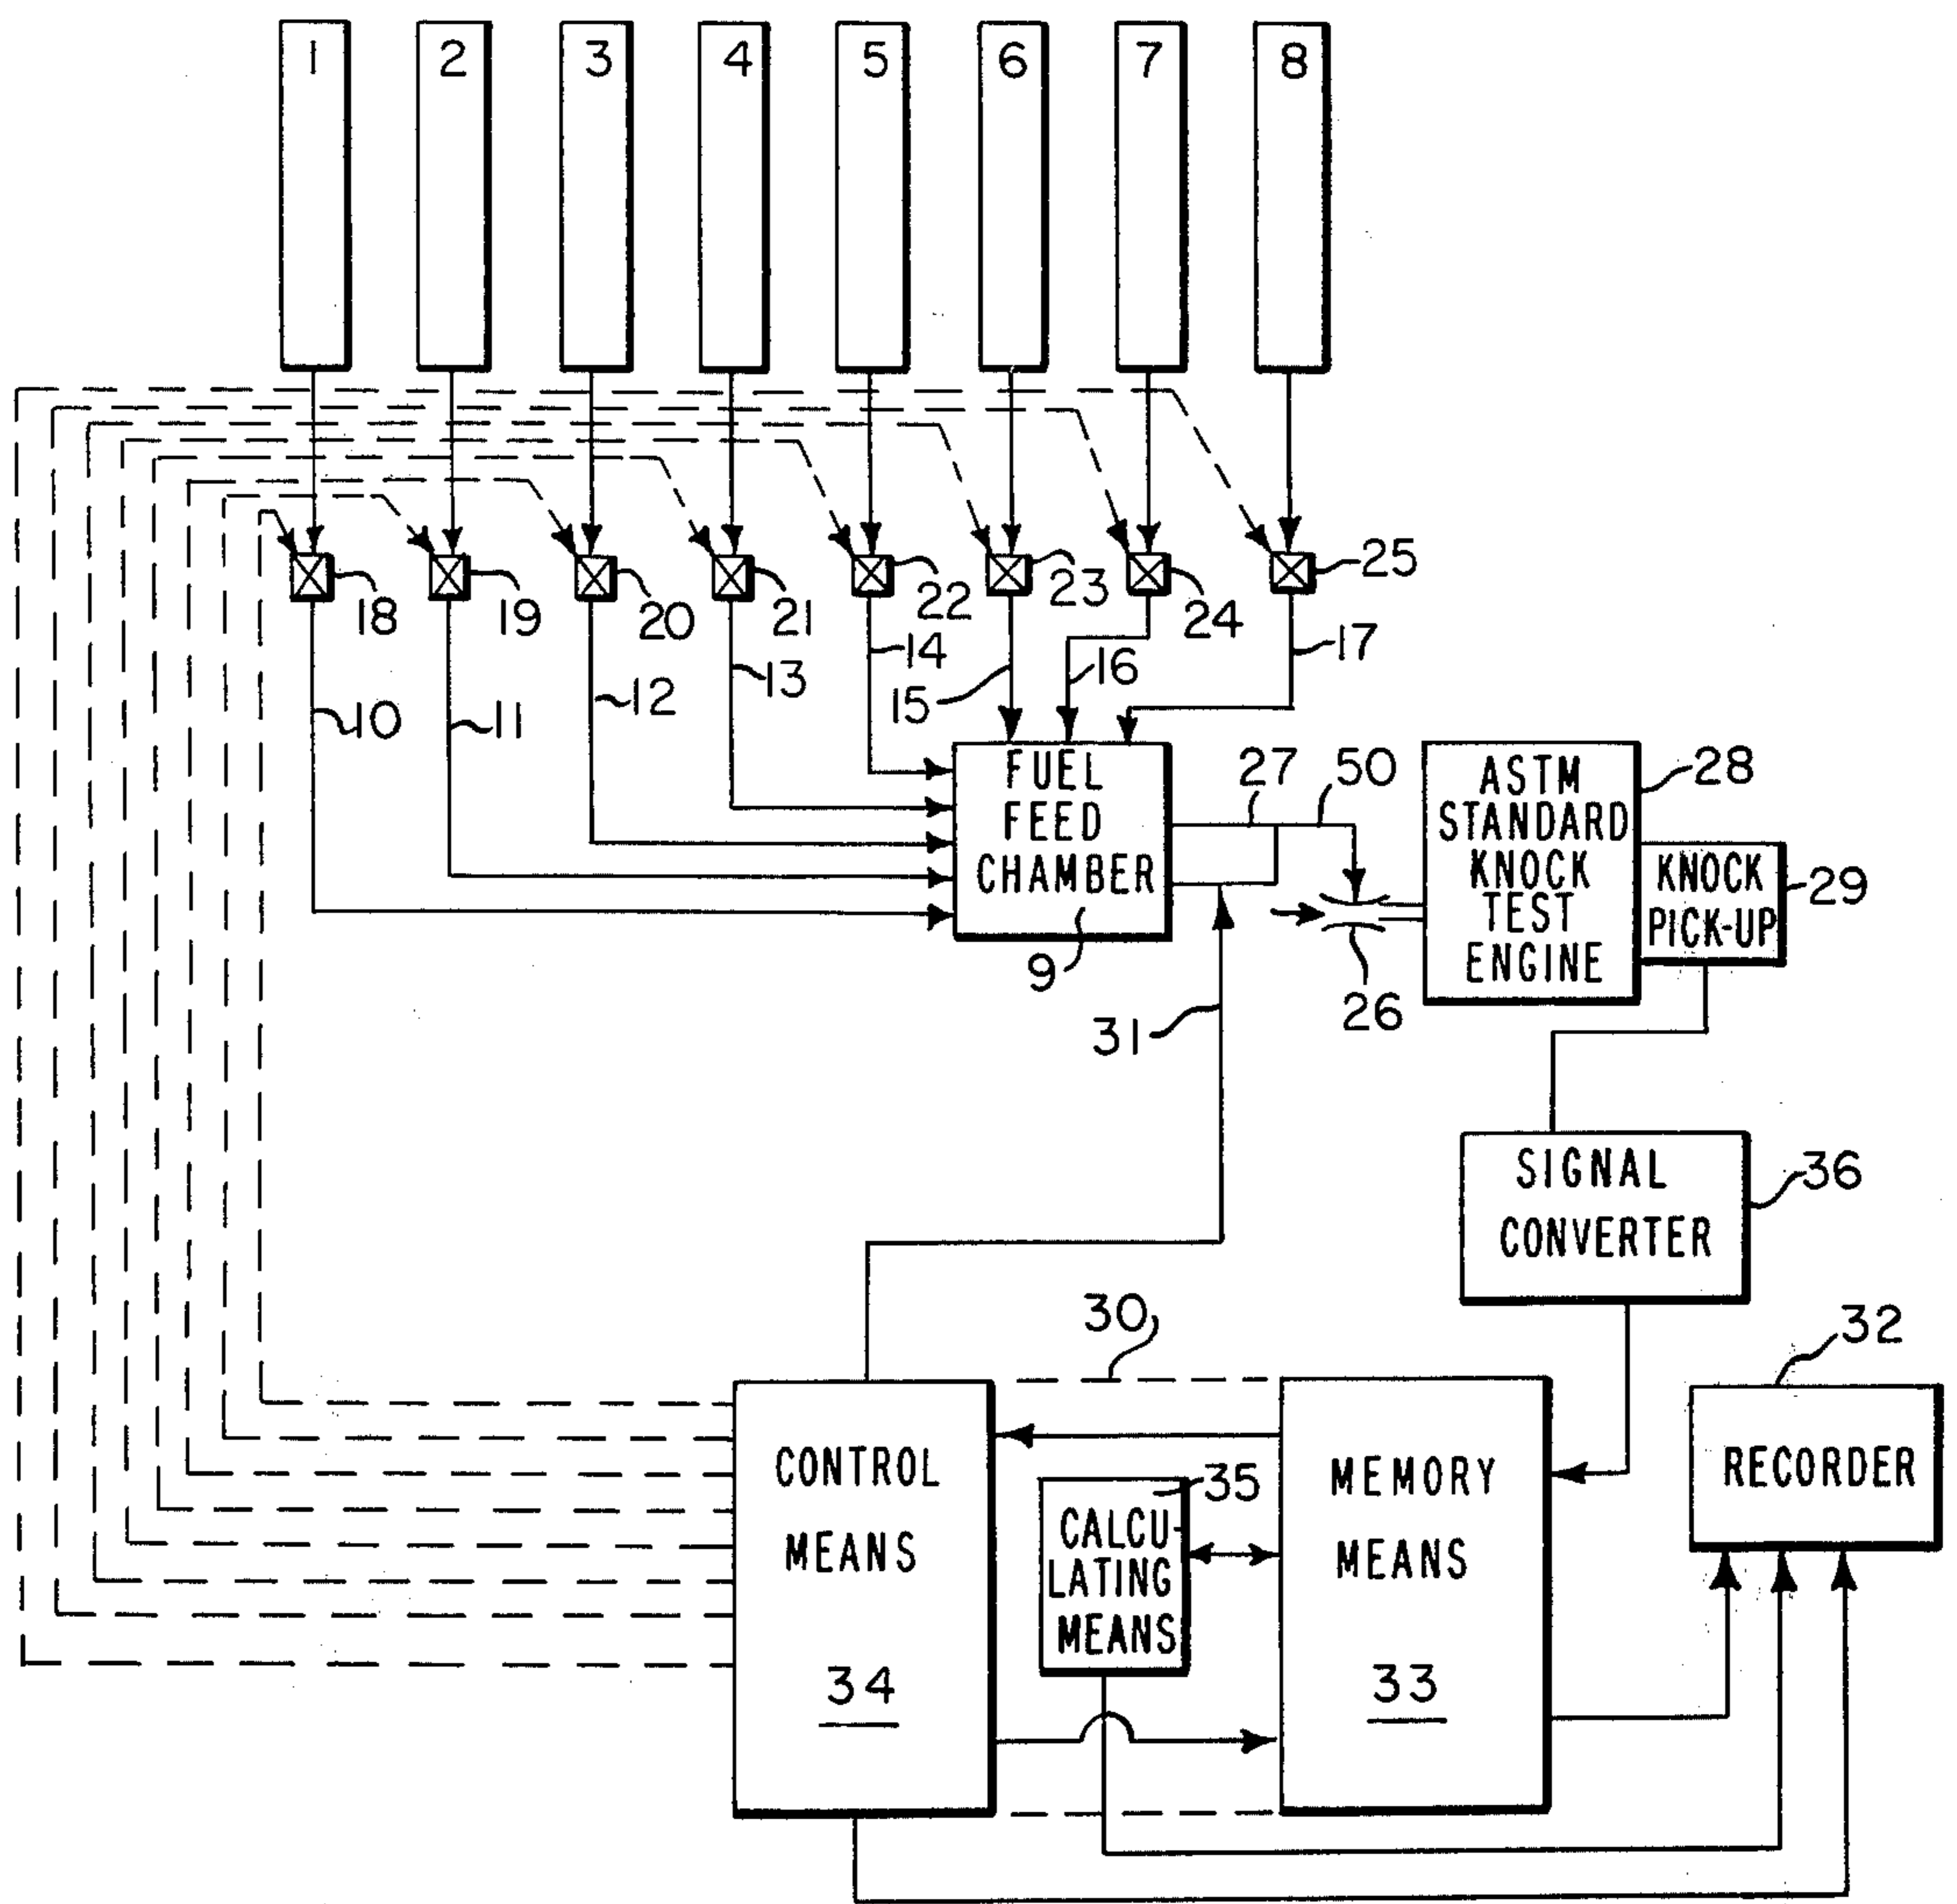 1 2 3 4 5 6 7 8
18 19 20 21 22 23 24 25
10 11 12 13 14 15 16 17
FUEL
FEED
CHAMBER
9
27 50
26
ASTM
STANDARD
KNOCK
TEST
ENGINE
28
KNOCK
PICK-UP
29
31
SIGNAL
CONVERTER
36
30
32
CONTROL
MEANS
34
35
CALCU-
LATING
MEANS
MEMORY
MEANS
33
RECORDER